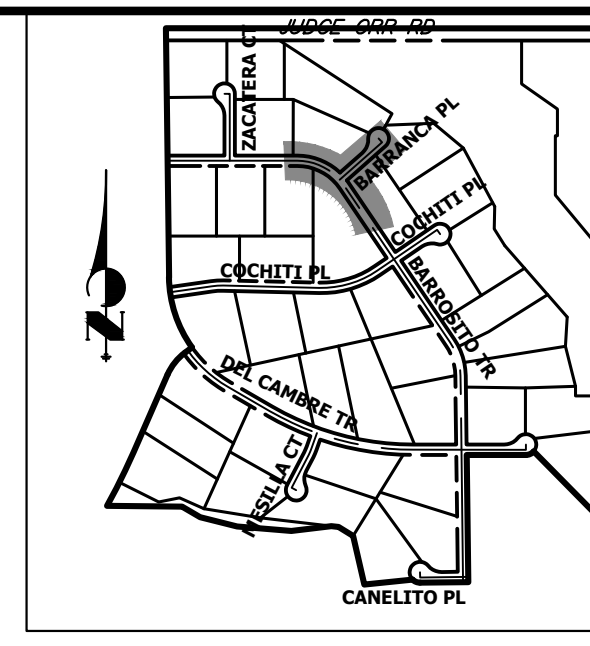 JUDGE ORR RD
ZACATERA CT
BARRANCA PL
COCHITI PL
COCHITI PL
BARROSITO TR
DEL CAMBRE TR
MESILLA CT
CANELITO PL
N